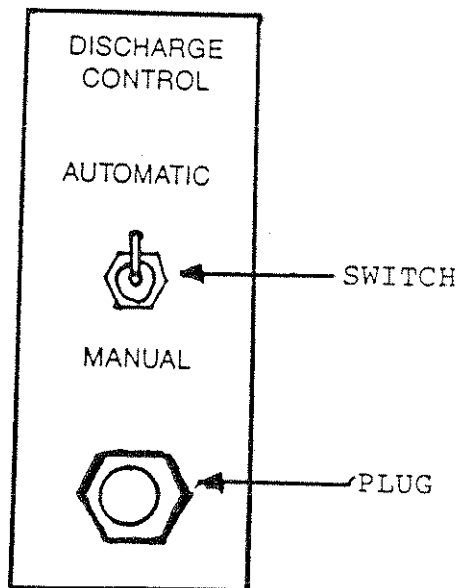 DISCHARGE
CONTROL
AUTOMATIC
SWITCH
MANUAL
PLUG